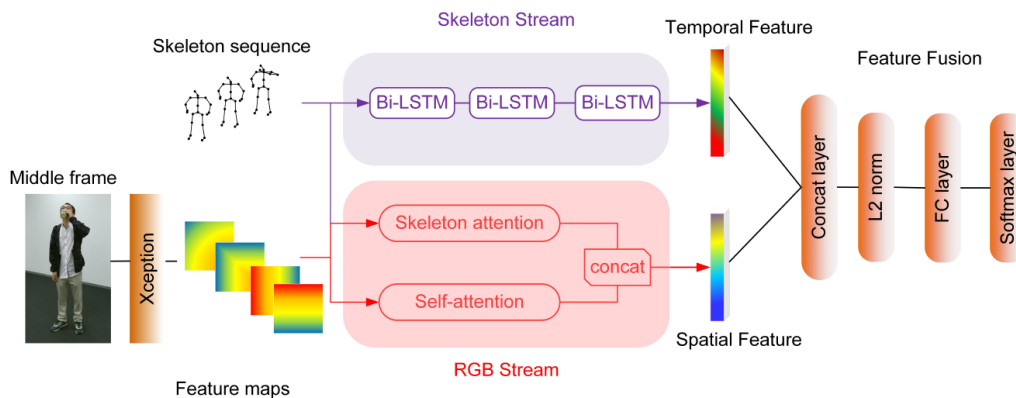 Skeleton Stream
Skeleton sequence
Temporal Feature
Feature Fusion
Bi-LSTM
Bi-LSTM
Bi-LSTM
Middle frame
Xception
Skeleton attention
Self-attention
concat
Concat layer
L2 norm
FC layer
Softmax layer
Spatial Feature
RGB Stream
Feature maps